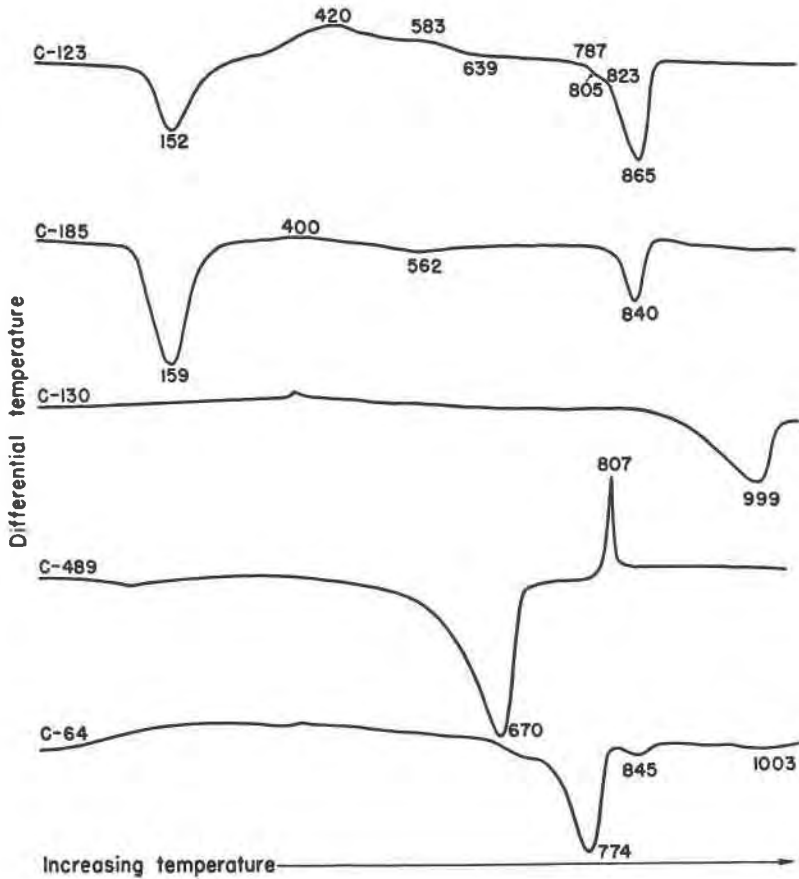 420
583
C-123
639
787
823
805
152
865
C-185
400
562
840
159
C-130
807
999
C-489
670
C-64
845
1003
774
Differential temperature
Increasing temperature